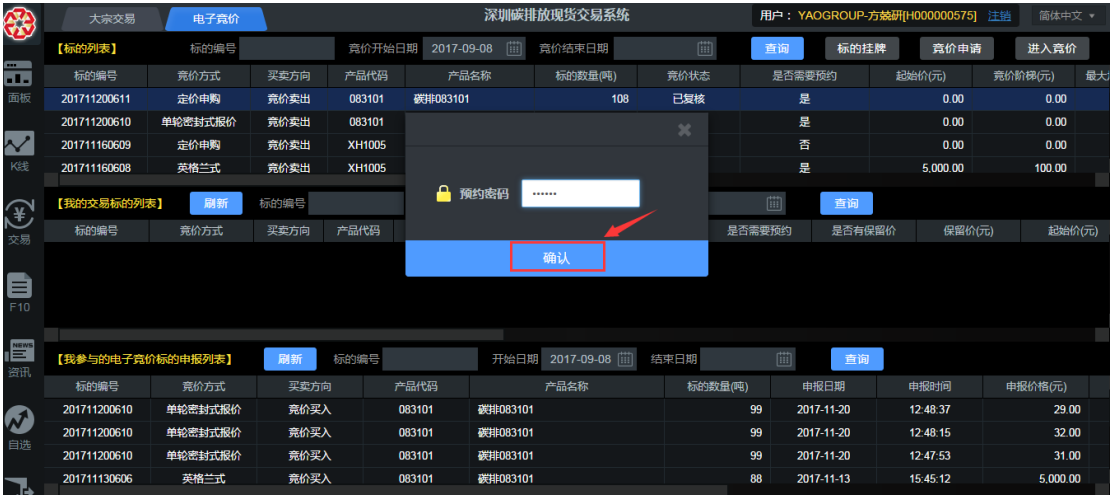 大宗交易 电子竞价 深圳碳排放现货交易系统 用户：YAOGROUP-方兢研[H000000575] 注销 简体中文
【标的列表】 标的编号 竞价开始日期 2017-09-08 竞价结束日期 查询 标的挂牌 竞价申请 进入竞价
标的编号 竞价方式 买卖方向 产品代码 产品名称 标的数量(吨) 竞价状态 是否需要预约 起始价(元) 竞价阶梯(元) 最大
面板
201711200611 定价申购 竞价卖出 083101 碳排083101 108 已复核 是 0.00 0.00
201711200610 单轮密封式报价 竞价卖出 083101 是 0.00 0.00
201711160609 定价申购 竞价卖出 XH1005 否 0.00 0.00
K线
201711160608 英格兰式 竞价卖出 XH1005 是 5,000.00 100.00
预约密码 ······
【我的交易标的列表】 刷新 标的编号 查询
交易
标的编号 竞价方式 买卖方向 产品代码 是否需要预约 是否有保留价 保留价(元) 起始价(元)
确认
F10
NEWS
资讯
【我参与的电子竞价标的申报列表】 刷新 标的编号 开始日期 2017-09-08 结束日期 查询
标的编号 竞价方式 买卖方向 产品代码 产品名称 标的数量(吨) 申报日期 申报时间 申报价格(元)
201711200610 单轮密封式报价 竞价买入 083101 碳排083101 99 2017-11-20 12:48:37 29.00
201711200610 单轮密封式报价 竞价买入 083101 碳排083101 99 2017-11-20 12:48:15 32.00
自选
201711200610 单轮密封式报价 竞价买入 083101 碳排083101 99 2017-11-20 12:47:53 31.00
201711130606 英格兰式 竞价买入 083101 碳排083101 88 2017-11-13 15:45:12 5,000.00